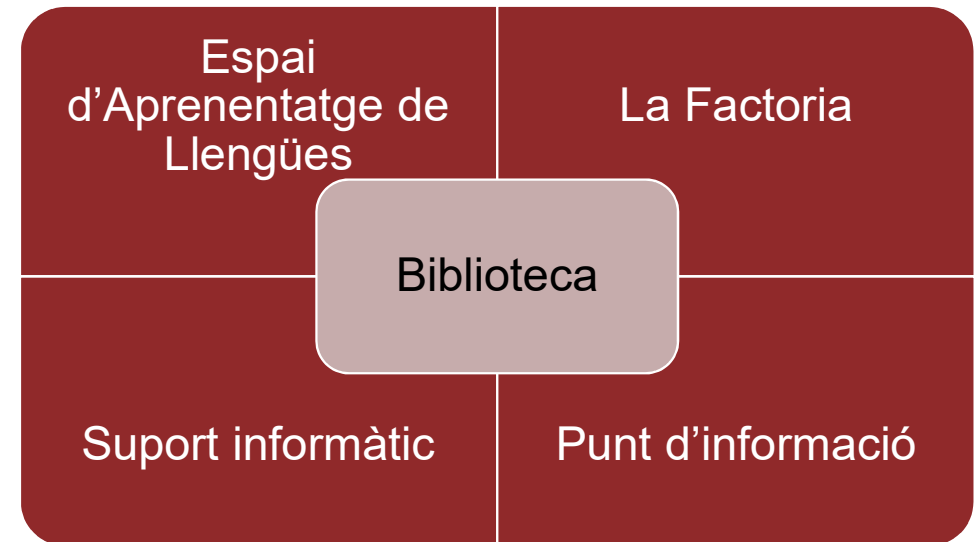 Espai
d’Aprenentatge de
Llengües
La Factoria
Biblioteca
Suport informàtic
Punt d’informació